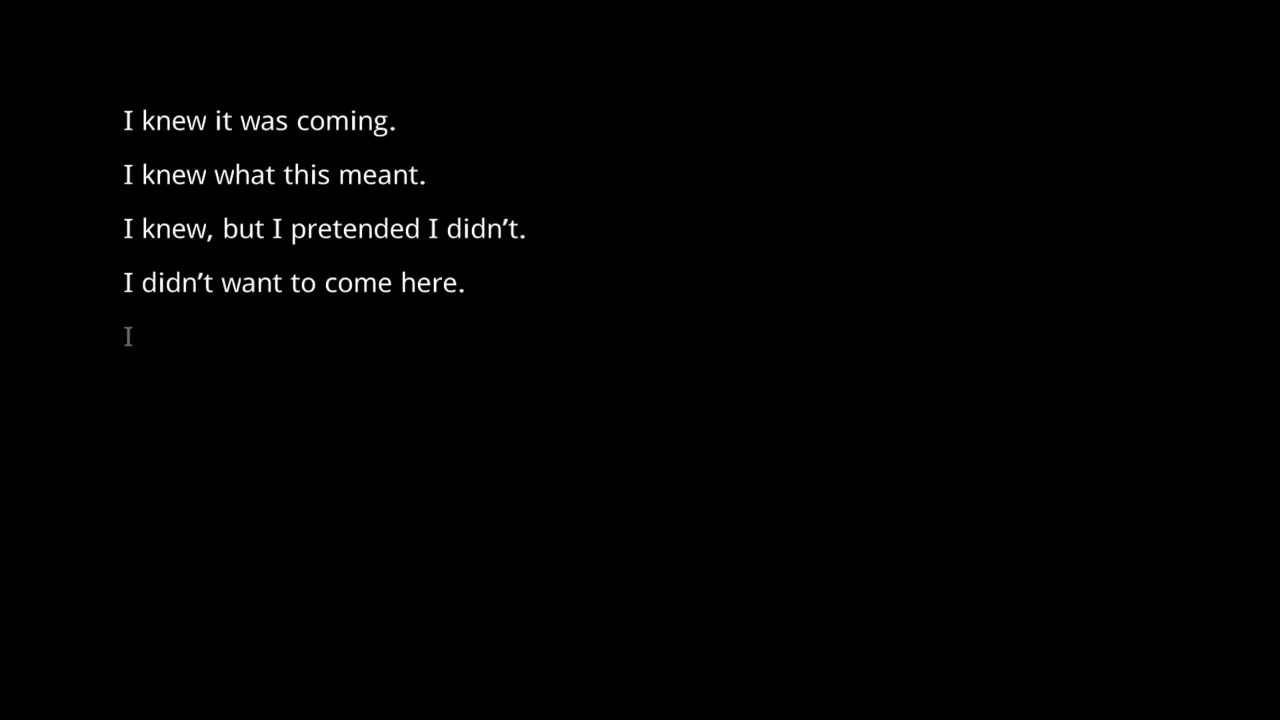 I knew it was coming.
I knew what this meant.
I knew, but I pretended I didn’t.
I didn’t want to come here.
I